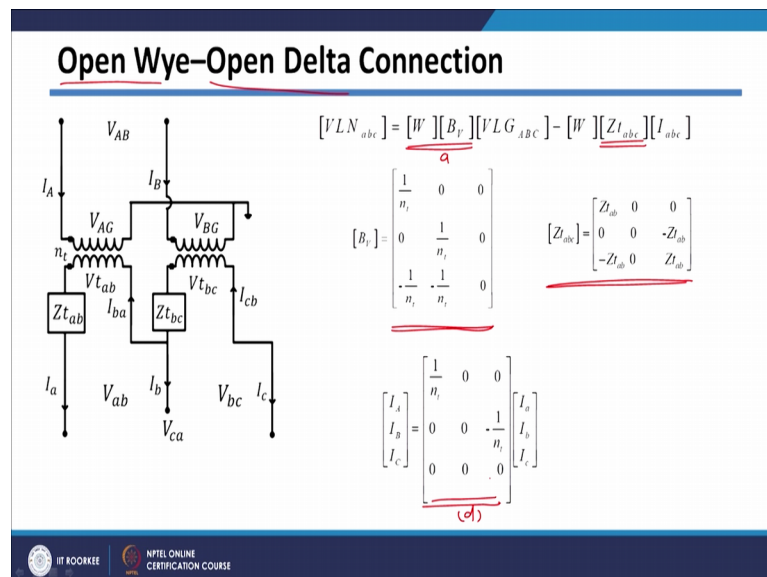 Open Wye–Open Delta Connection
V_AB
[VLN_abc] = [W][B_V][VLG_ABC] − [W][Zt_abc][I_abc]
a
I_A
I_B
V_AG
V_BG
n_t
Vt_ab
Vt_bc
Zt_ab
I_ba
Zt_bc
I_cb
I_a
V_ab
I_b
V_bc
I_c
V_ca
[B_V] =
1/n_t 0 0
0 1/n_t 0
-1/n_t -1/n_t 0
[Zt_abc] =
Zt_ab 0 0
0 0 -Zt_ab
−Zt_ab 0 Zt_ab
[I_A I_B I_C] =
1/n_t 0 0
0 0 -1/n_t
0 0 0
[I_a I_b I_c]
(d)
IIT ROORKEE
NPTEL ONLINE
CERTIFICATION COURSE